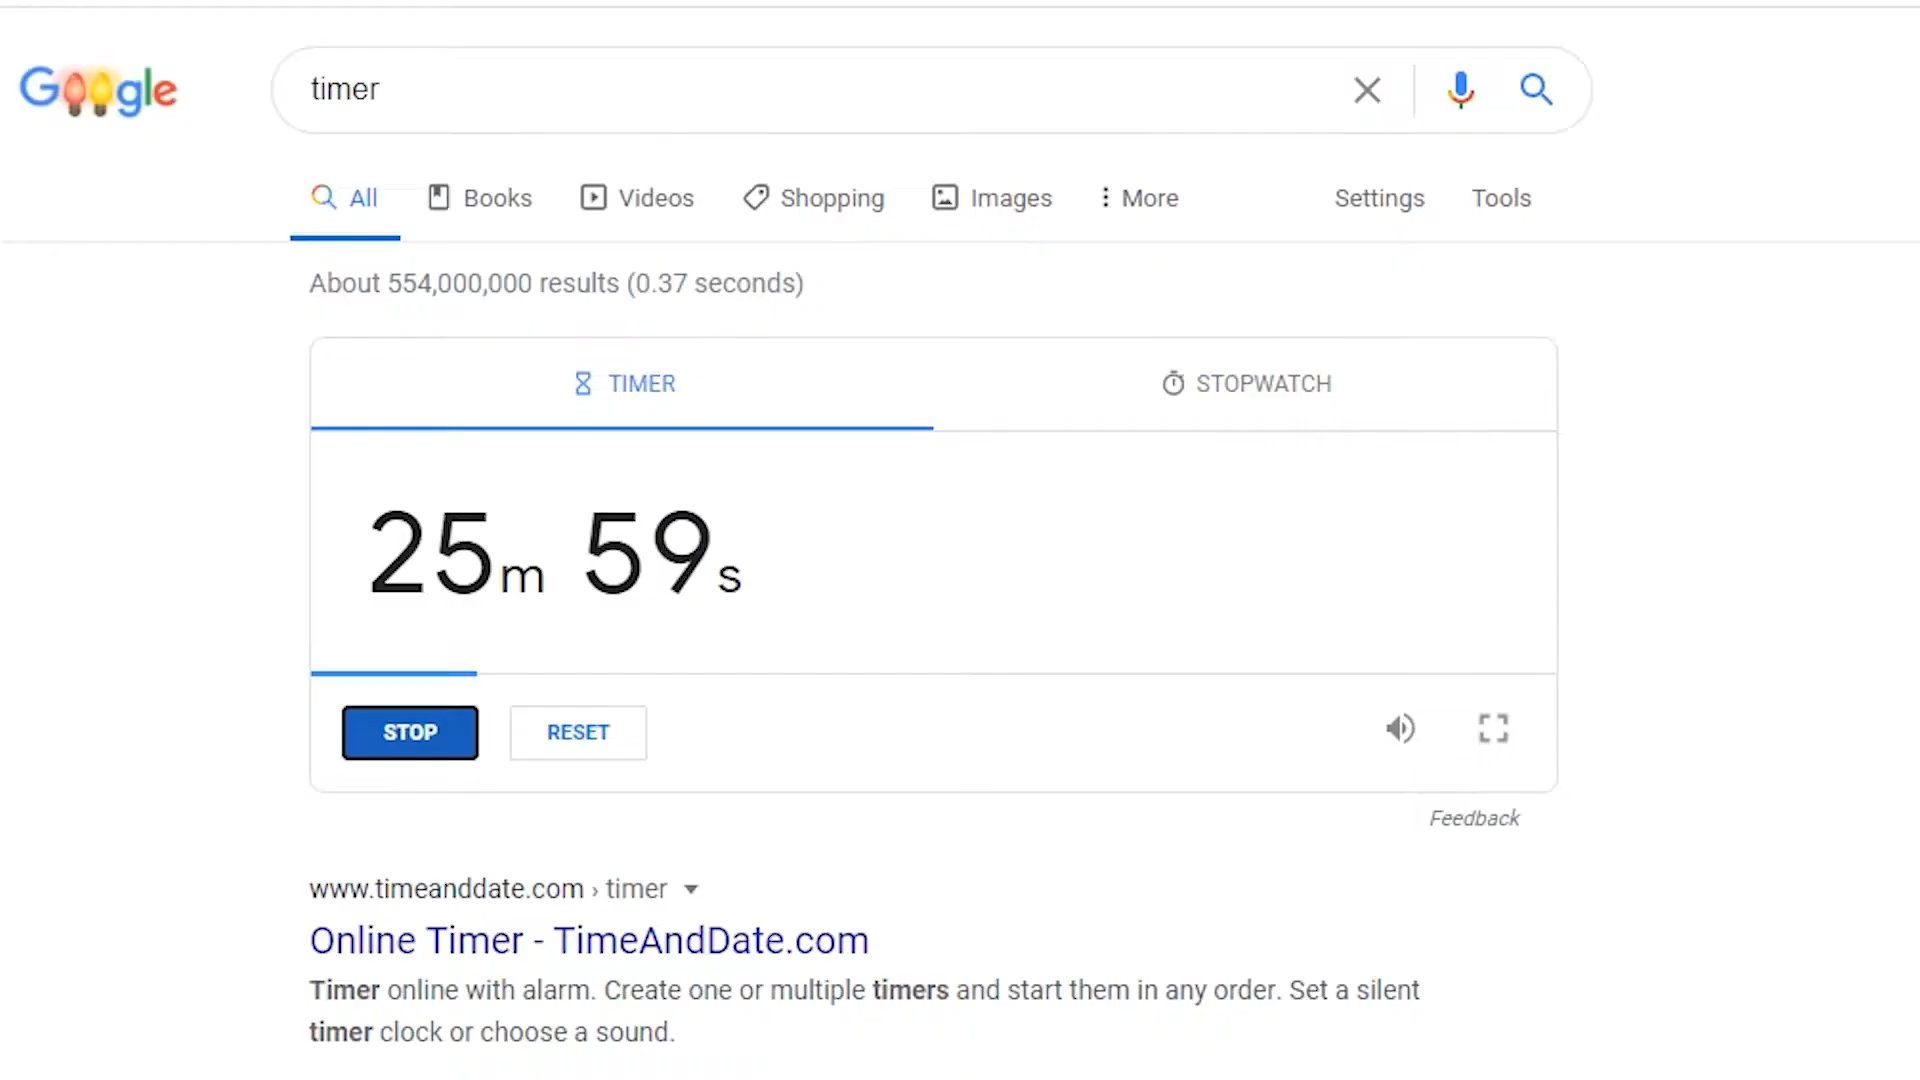 Google
timer
All Books Videos Shopping Images More Settings Tools
About 554,000,000 results (0.37 seconds)
TIMER STOPWATCH
25m 59s
STOP RESET
Feedback
www.timeanddate.com › timer
Online Timer - TimeAndDate.com
Timer online with alarm. Create one or multiple timers and start them in any order. Set a silent
timer clock or choose a sound.